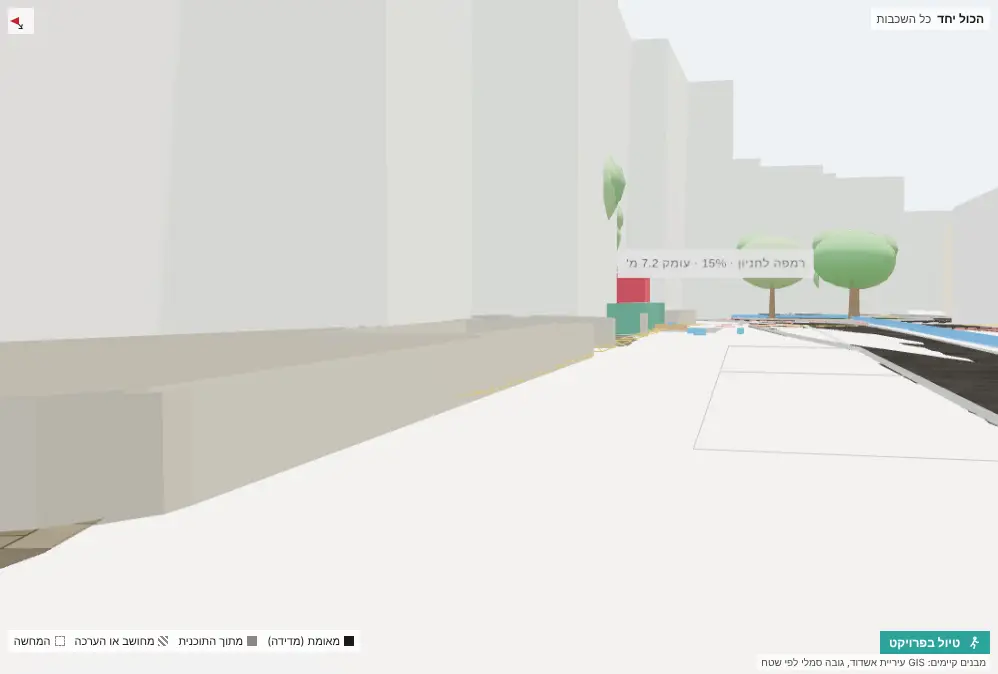 הכול יחד כל השכבות
רמפה לחניון · 15% · עומק 7.2 מ'
מאומת (מדידה) מתוך התוכנית מחושב או הערכה המחשה
טיול בפרויקט
מבנים קיימים: GIS עיריית אשדוד, גובה סמלי לפי שטח